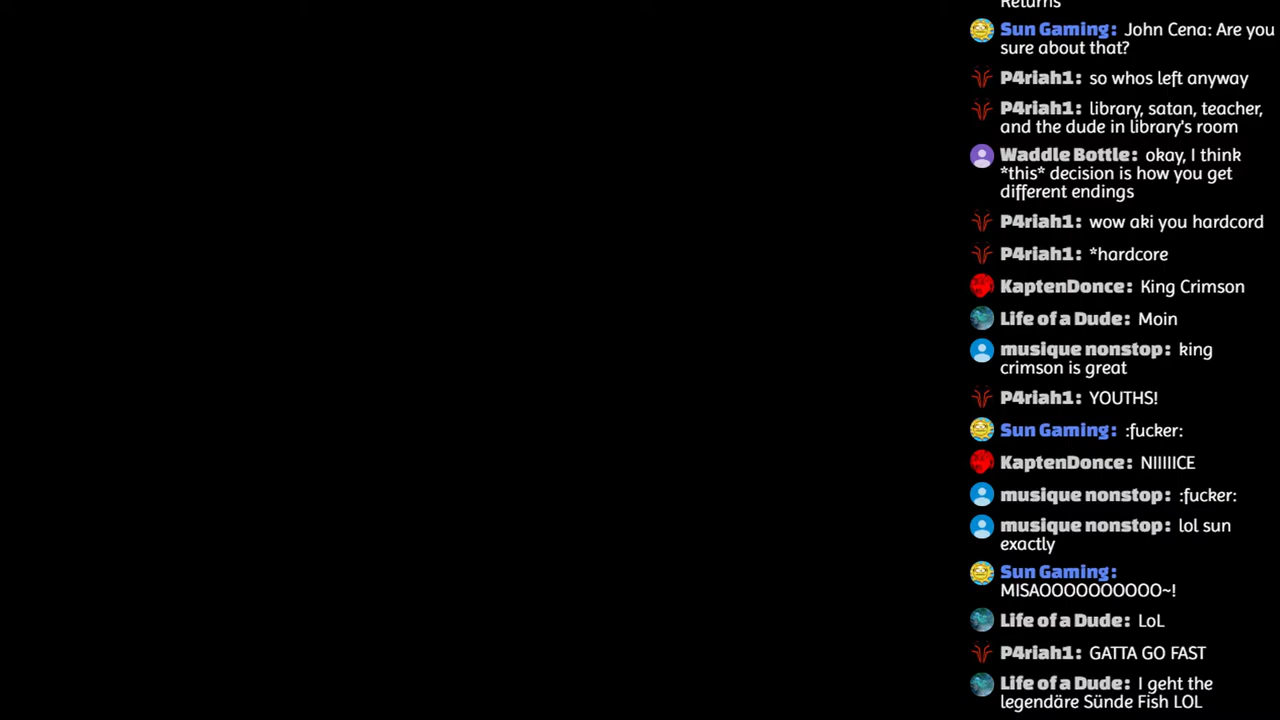 Returns
Sun Gaming: John Cena: Are you
sure about that?
P4riah1: so whos left anyway
P4riah1: library, satan, teacher,
and the dude in library's room
Waddle Bottle: okay, I think
*this* decision is how you get
different endings
P4riah1: wow aki you hardcord
P4riah1: *hardcore
KaptenDonce: King Crimson
Life of a Dude: Moin
musique nonstop: king
crimson is great
P4riah1: YOUTHS!
Sun Gaming: :fucker:
KaptenDonce: NIIIIICE
musique nonstop: :fucker:
musique nonstop: lol sun
exactly
Sun Gaming:
MISAOOOOOOOOOO~!
Life of a Dude: LoL
P4riah1: GATTA GO FAST
Life of a Dude: I geht the
legendäre Sünde Fish LOL